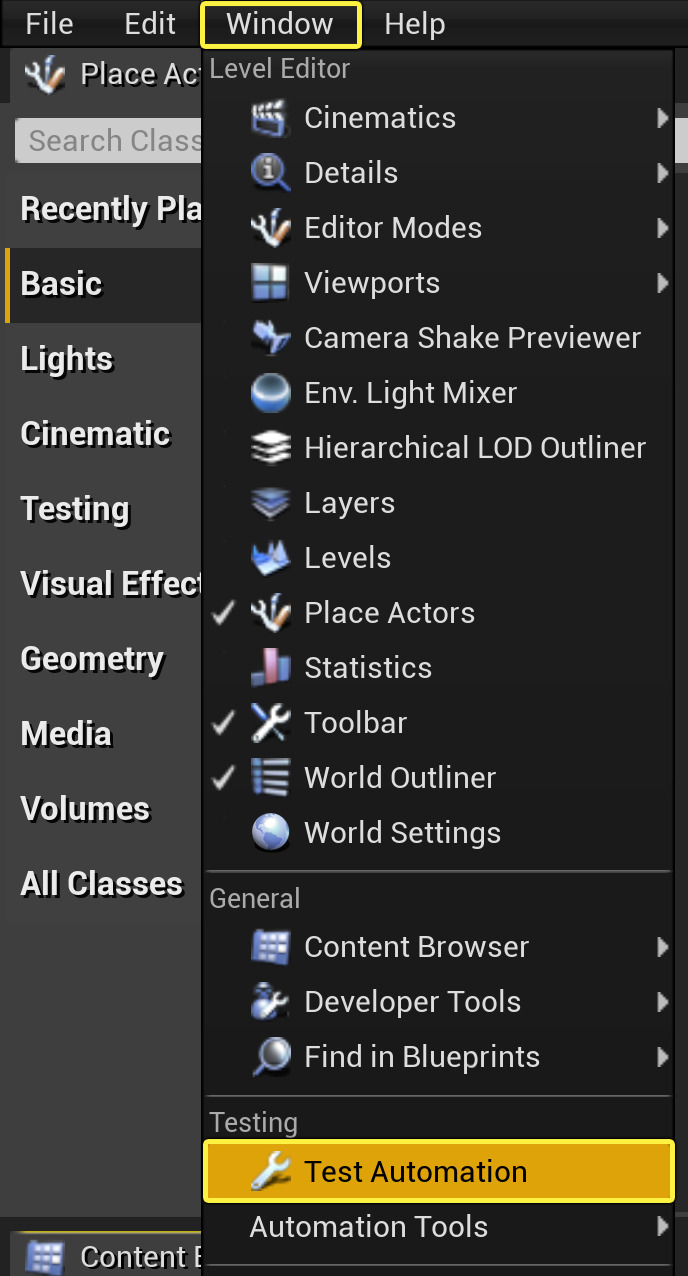 File Edit Window Help
Place Ac
Search Class
Recently Pla
Basic
Lights
Cinematic
Testing
Visual Effect
Geometry
Media
Volumes
All Classes
Level Editor
Cinematics
Details
Editor Modes
Viewports
Camera Shake Previewer
Env. Light Mixer
Hierarchical LOD Outliner
Layers
Levels
Place Actors
Statistics
Toolbar
World Outliner
World Settings
General
Content Browser
Developer Tools
Find in Blueprints
Testing
Test Automation
Automation Tools
Content B